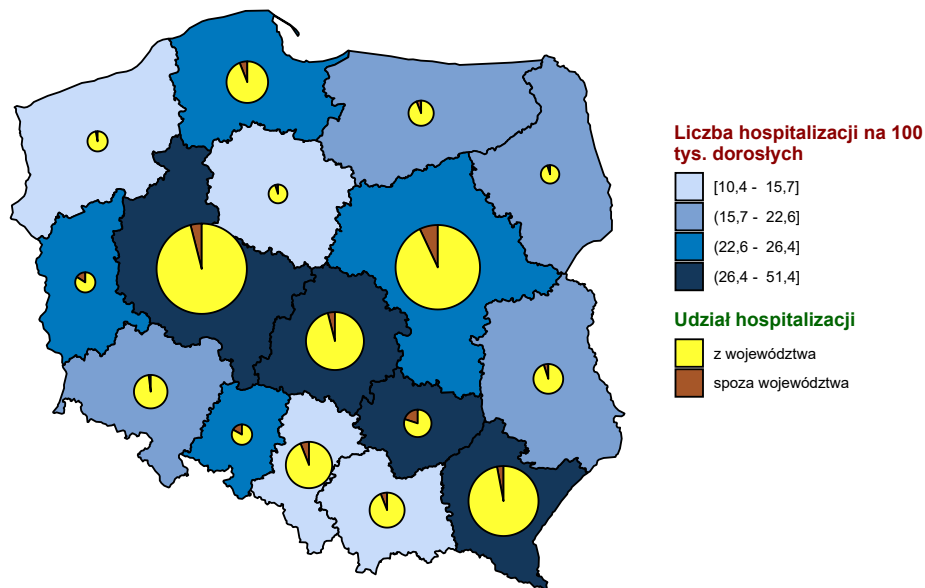 Liczba hospitalizacji na 100
tys. dorosłych
[10,4 - 15,7]
(15,7 - 22,6]
(22,6 - 26,4]
(26,4 - 51,4]
Udział hospitalizacji
z województwa
spoza województwa